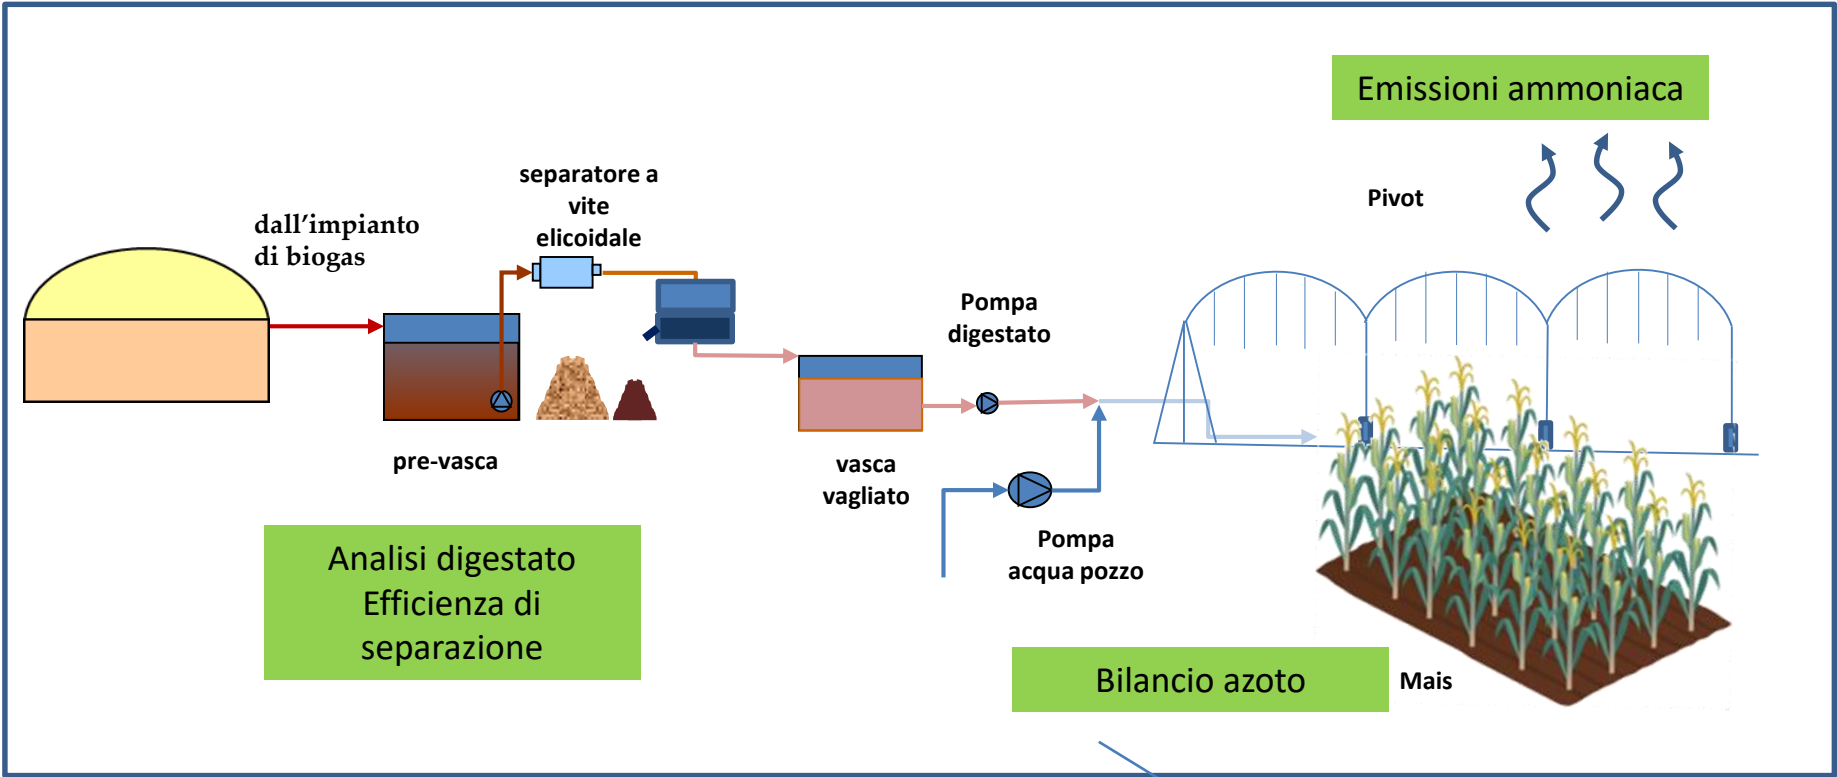 Emissioni ammoniaca
separatore a
vite
elicoidale
Pivot
dall’impianto
di biogas
Pompa
digestato
pre-vasca
vasca
vagliato
Pompa
acqua pozzo
Analisi digestato
Efficienza di
separazione
Bilancio azoto
Mais